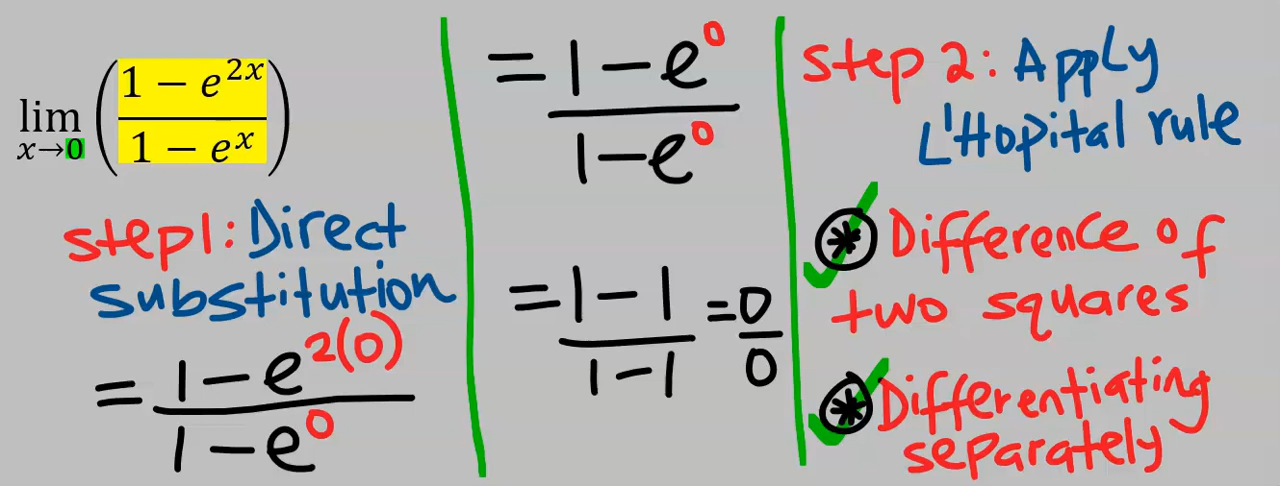 lim x→0 ( (1 − e^{2x}) / (1 − e^x) )
step1: Direct
substitution
= (1 − e^{2(0)}) / (1 − e^0)
= (1 − e^0) / (1 − e^0)
= (1 − 1) / (1 − 1) = 0/0
step 2: Apply
L'Hopital rule
* Difference of
two squares
* Differentiating
separately